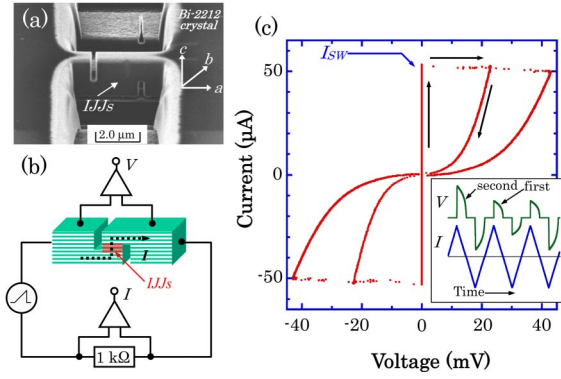 (a)
Bi-2212
crystal
c
b
a
IJJs
2.0 μm
(b)
V
I
IJJs
I
1 kΩ
(c)
I_SW
50
0
-50
Current (μA)
-40
-20
0
20
40
Voltage (mV)
second
first
V
I
Time